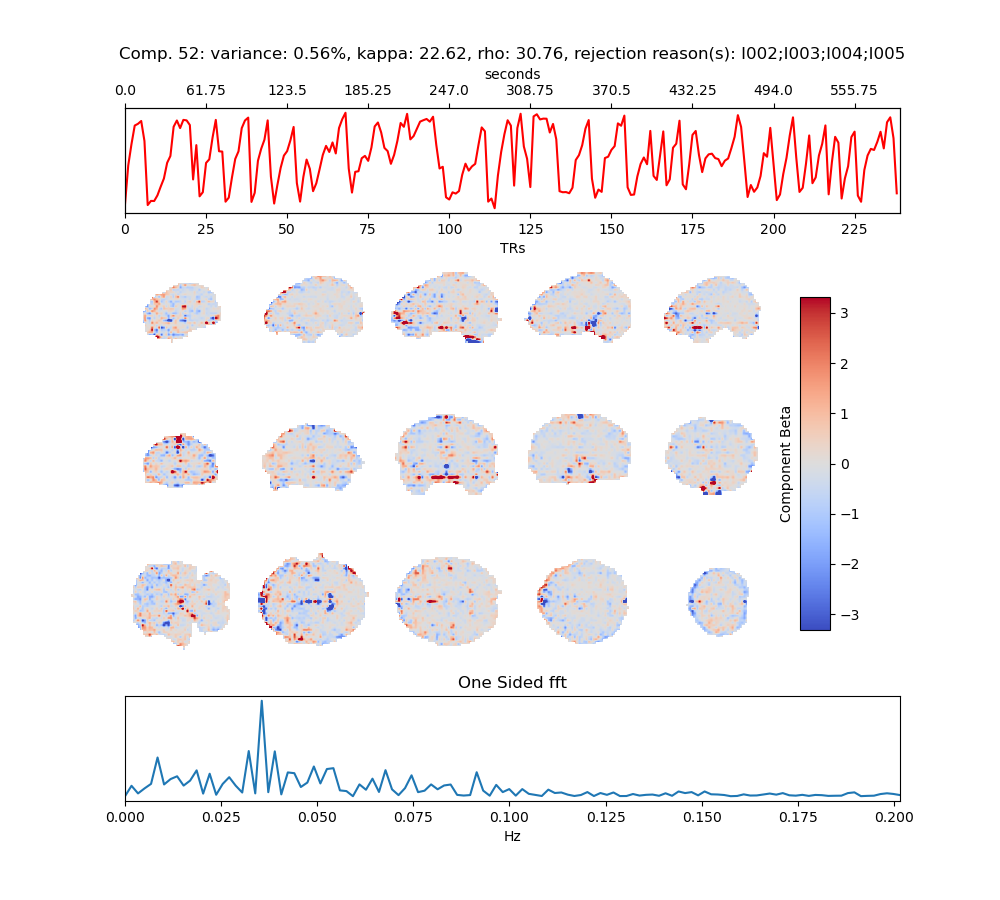 Comp. 52: variance: 0.56%, kappa: 22.62, rho: 30.76, rejection reason(s): I002;I003;I004;I005
seconds
0.0 61.75 123.5 185.25 247.0 308.75 370.5 432.25 494.0 555.75
0 25 50 75 100 125 150 175 200 225
TRs
3
2
1
0
−1
−2
−3
Component Beta
One Sided fft
0.000 0.025 0.050 0.075 0.100 0.125 0.150 0.175 0.200
Hz